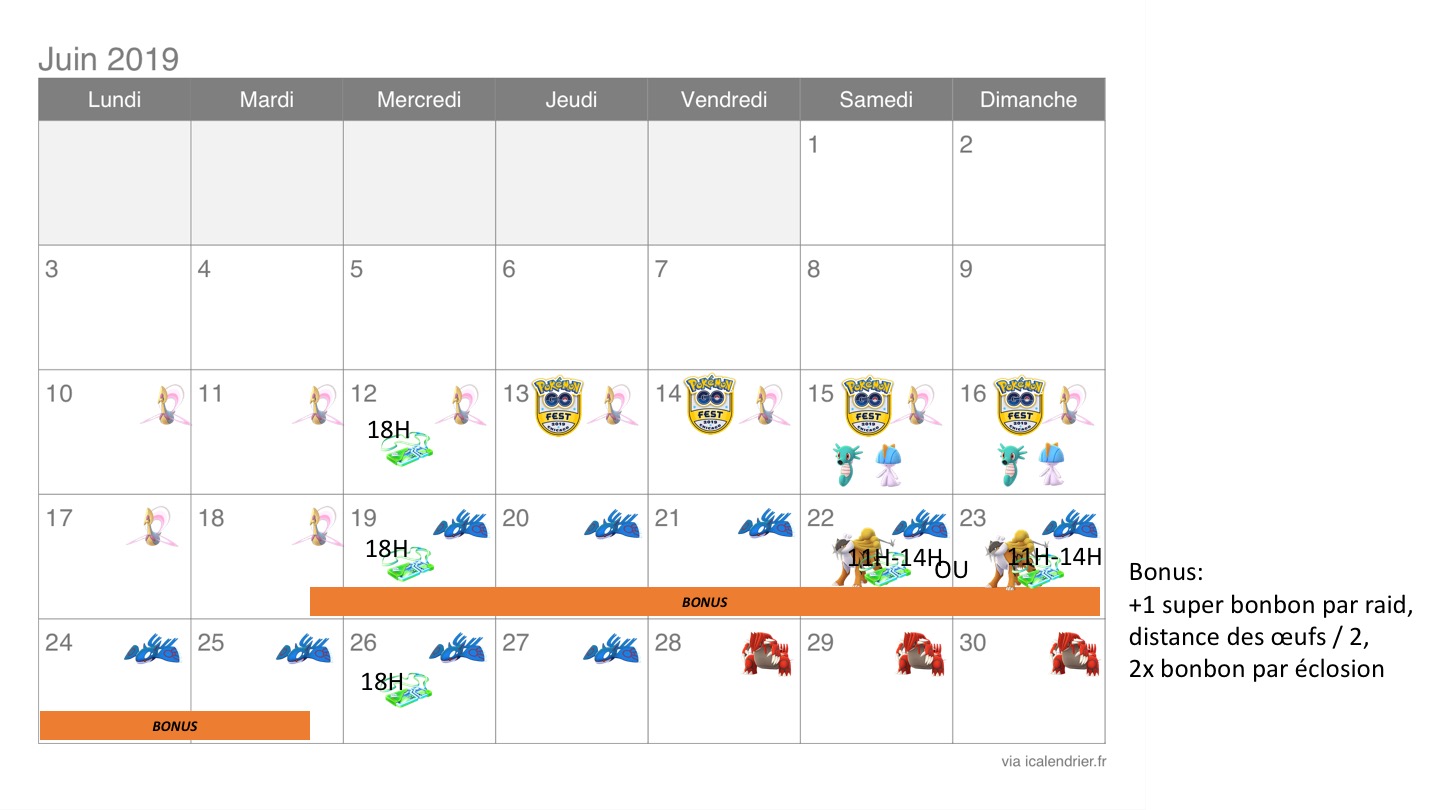 Juin 2019
Lundi Mardi Mercredi Jeudi Vendredi Samedi Dimanche
1 2
3 4 5 6 7 8 9
10 11 12 13 14 15 16
POKÉMON GO FEST 2019 CHICAGO
POKÉMON GO FEST 2019 CHICAGO
POKÉMON GO FEST 2019 CHICAGO
POKÉMON GO FEST 2019 CHICAGO
18H
17 18 19 20 21 22 23
18H 11H-14H OU 11H-14H
BONUS
Bonus:
+1 super bonbon par raid,
distance des œufs / 2,
2x bonbon par éclosion
24 25 26 27 28 29 30
18H
BONUS
via icalendrier.fr